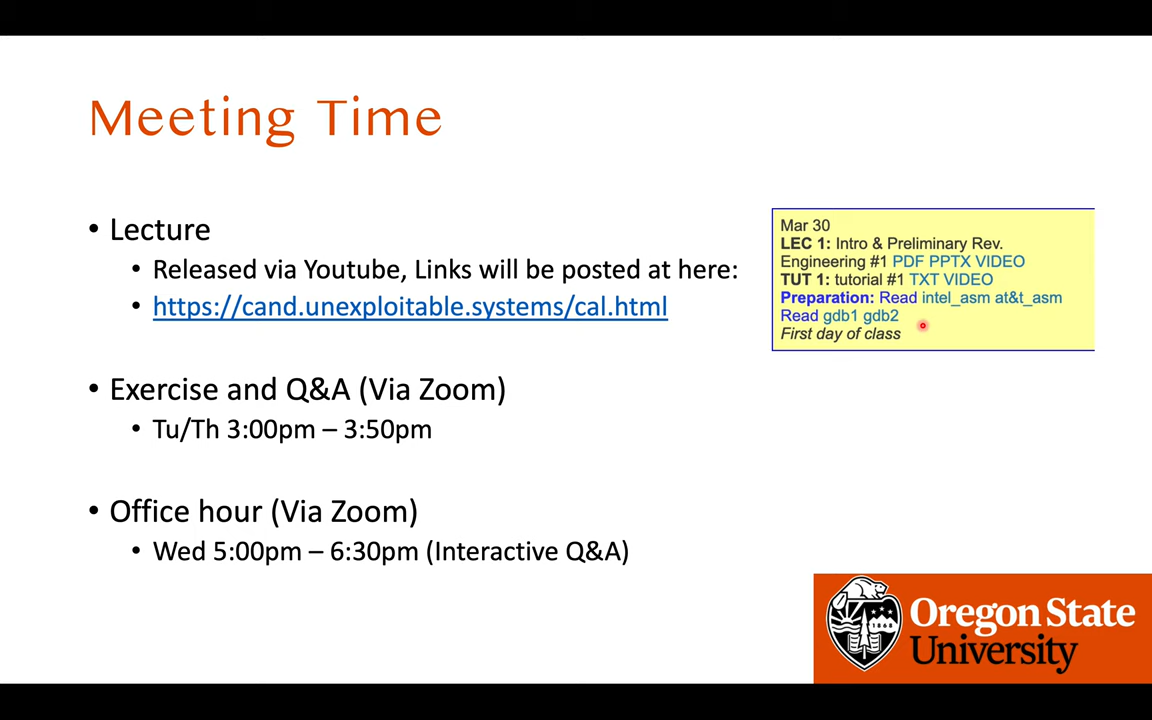 Meeting Time
• Lecture
• Released via Youtube, Links will be posted at here:
• https://cand.unexploitable.systems/cal.html
• Exercise and Q&A (Via Zoom)
• Tu/Th 3:00pm – 3:50pm
• Office hour (Via Zoom)
• Wed 5:00pm – 6:30pm (Interactive Q&A)
Mar 30
LEC 1: Intro & Preliminary Rev.
Engineering #1 PDF PPTX VIDEO
TUT 1: tutorial #1 TXT VIDEO
Preparation: Read intel_asm at&t_asm
Read gdb1 gdb2
First day of class
Oregon State
University